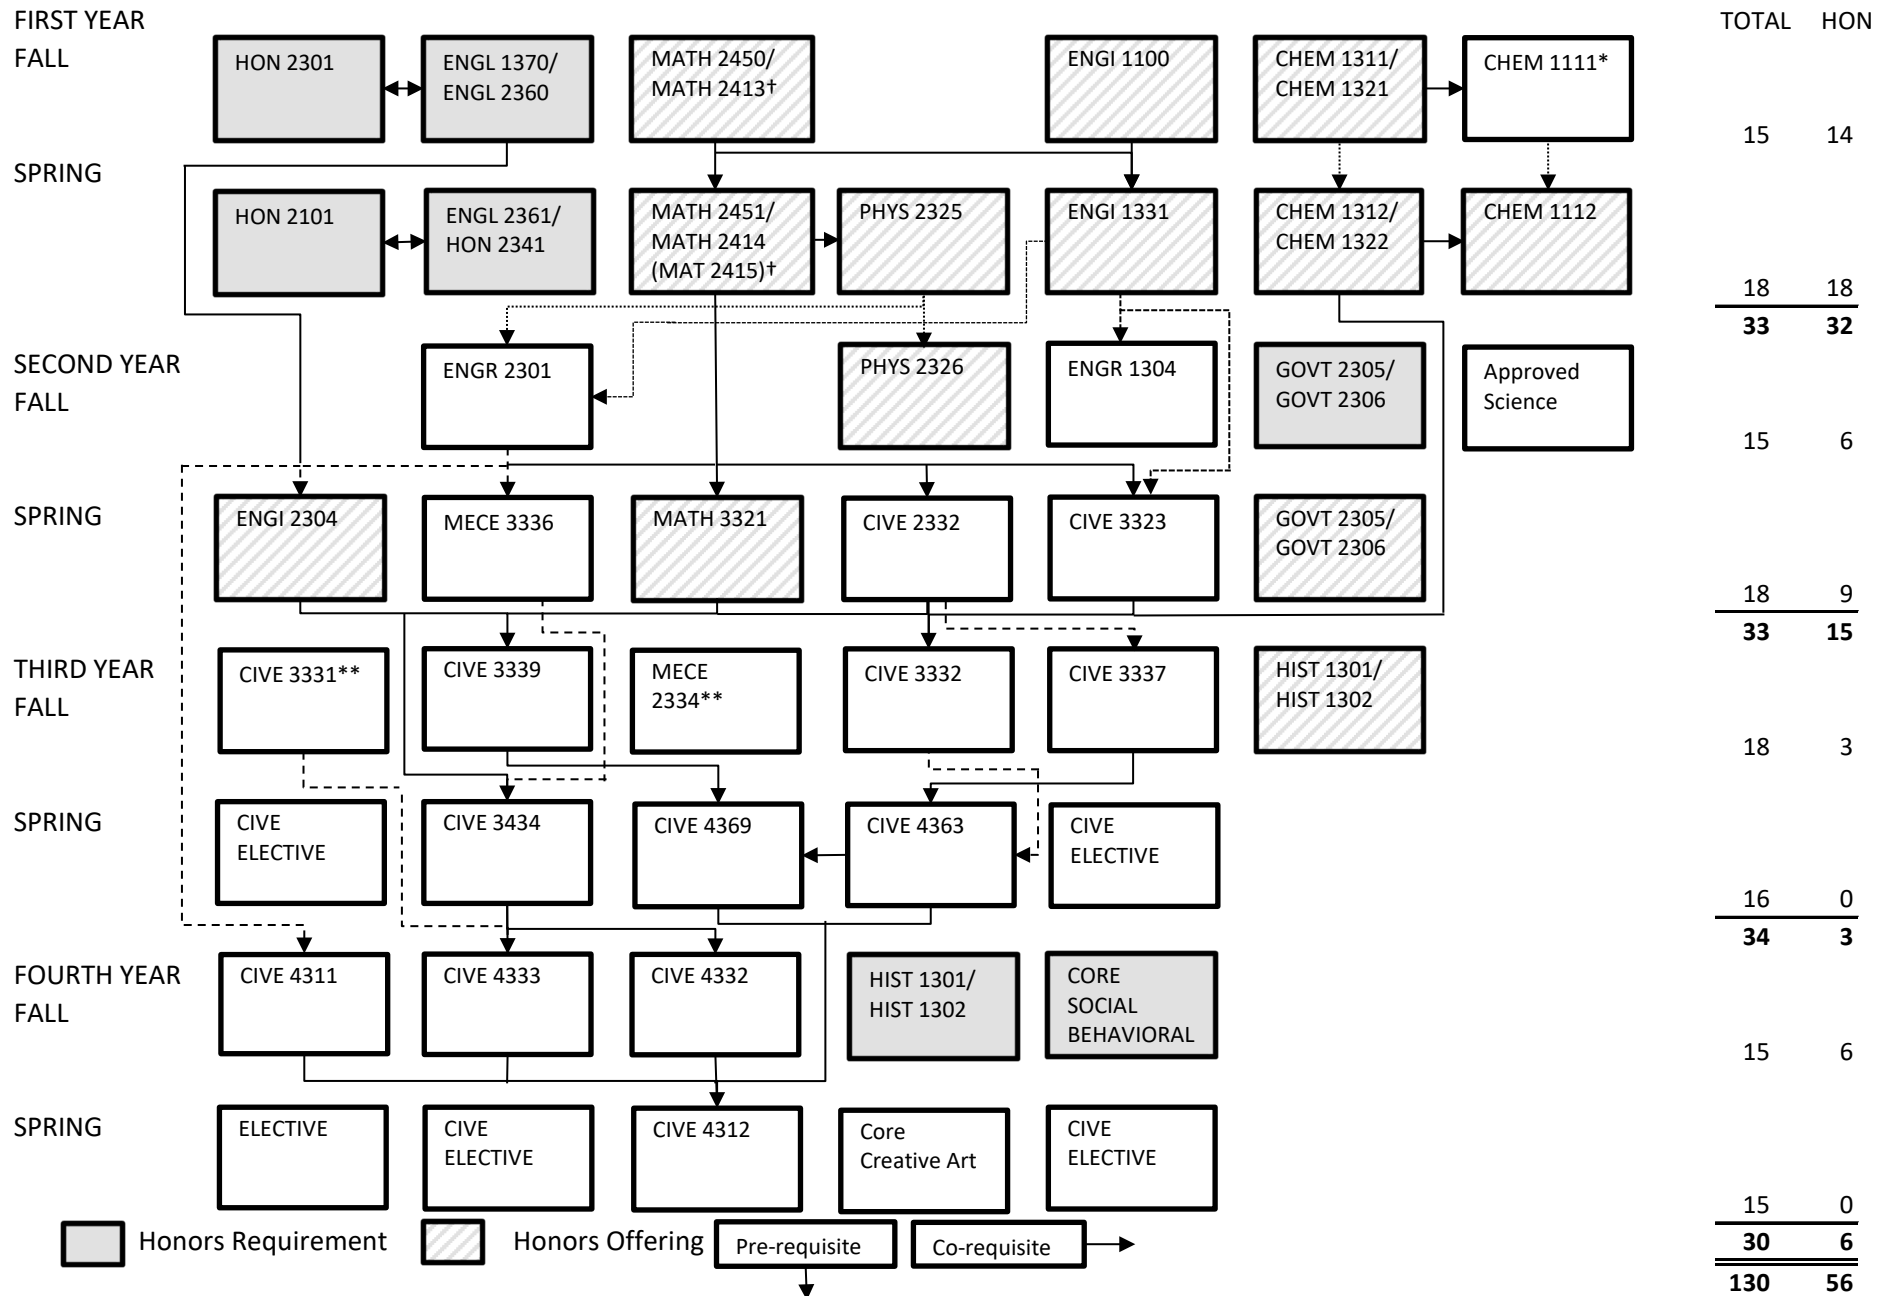 FIRST YEAR
FALL
TOTAL HON
HON 2301
ENGL 1370/
ENGL 2360
MATH 2450/
MATH 2413†
ENGI 1100
CHEM 1311/
CHEM 1321
CHEM 1111*
15 14
SPRING
HON 2101
ENGL 2361/
HON 2341
MATH 2451/
MATH 2414
(MAT 2415)†
PHYS 2325
ENGI 1331
CHEM 1312/
CHEM 1322
CHEM 1112
18 18
33 32
SECOND YEAR
FALL
ENGR 2301
PHYS 2326
ENGR 1304
GOVT 2305/
GOVT 2306
Approved
Science
15 6
SPRING
ENGI 2304
MECE 3336
MATH 3321
CIVE 2332
CIVE 3323
GOVT 2305/
GOVT 2306
18 9
33 15
THIRD YEAR
FALL
CIVE 3331**
CIVE 3339
MECE
2334**
CIVE 3332
CIVE 3337
HIST 1301/
HIST 1302
18 3
SPRING
CIVE
ELECTIVE
CIVE 3434
CIVE 4369
CIVE 4363
CIVE
ELECTIVE
16 0
34 3
FOURTH YEAR
FALL
CIVE 4311
CIVE 4333
CIVE 4332
HIST 1301/
HIST 1302
CORE
SOCIAL
BEHAVIORAL
15 6
SPRING
ELECTIVE
CIVE
ELECTIVE
CIVE 4312
Core
Creative Art
CIVE
ELECTIVE
15 0
30 6
130 56
Honors Requirement
Honors Offering
Pre-requisite
Co-requisite